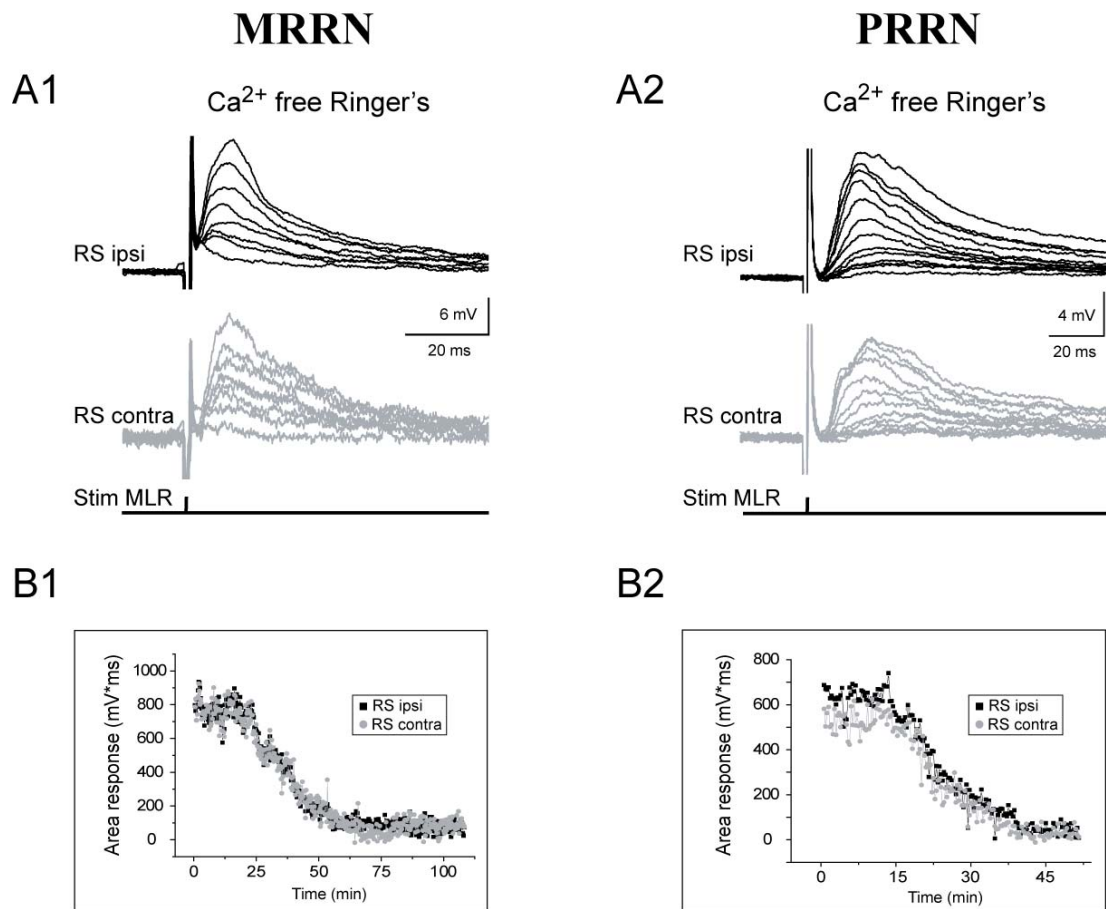 MRRN
PRRN
A1
Ca²⁺ free Ringer's
RS ipsi
6 mV
20 ms
RS contra
Stim MLR
A2
Ca²⁺ free Ringer's
RS ipsi
4 mV
20 ms
RS contra
Stim MLR
B1
Area response (mV*ms)
1000
800
600
400
200
0
RS ipsi
RS contra
0 25 50 75 100
Time (min)
B2
Area response (mV*ms)
800
600
400
200
0
RS ipsi
RS contra
0 15 30 45
Time (min)